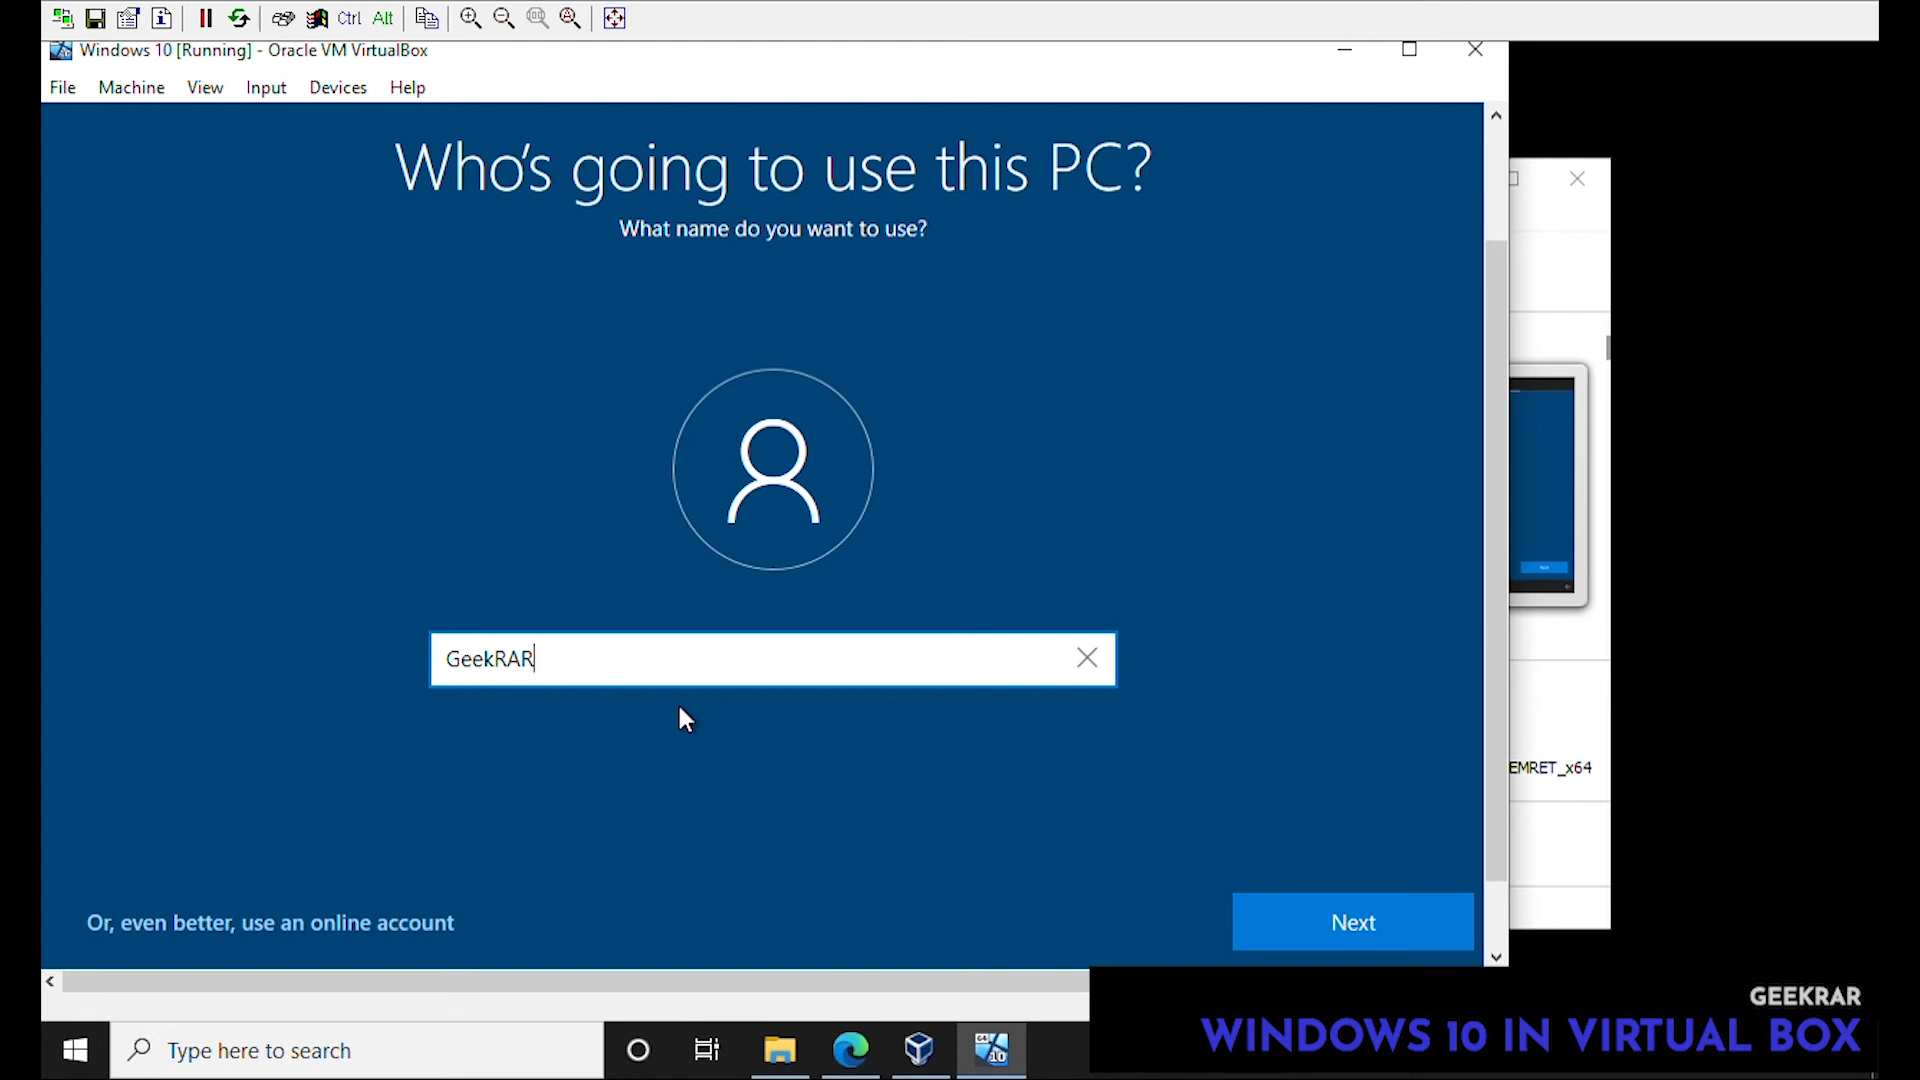 Ctrl Alt
Windows 10 [Running] - Oracle VM VirtualBox
File Machine View Input Devices Help
Who's going to use this PC?
What name do you want to use?
GeekRAR
EMRET_x64
Or, even better, use an online account
Next
GEEKRAR
WINDOWS 10 IN VIRTUAL BOX
Type here to search